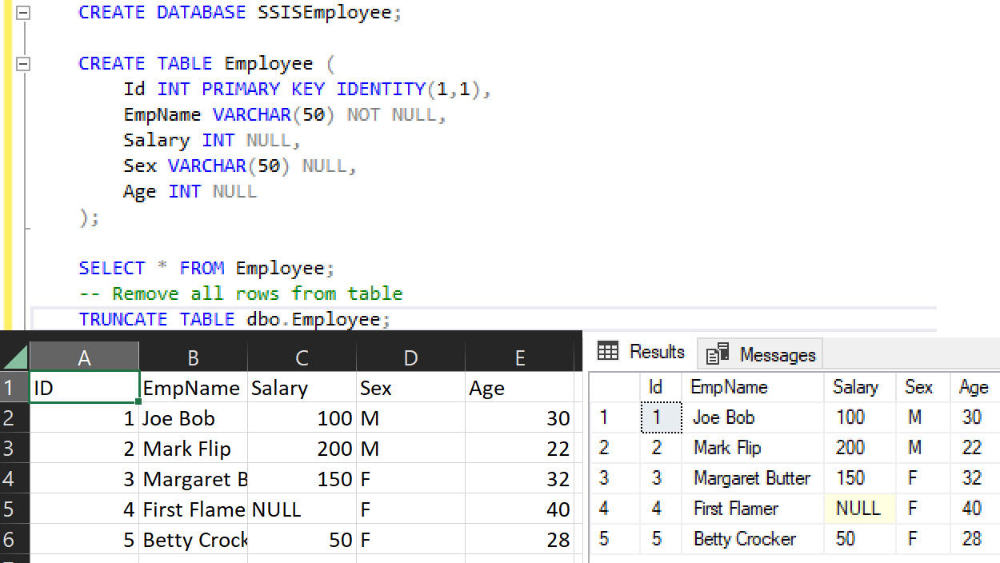 CREATE DATABASE SSISEmployee;
CREATE TABLE Employee (
Id INT PRIMARY KEY IDENTITY(1,1),
EmpName VARCHAR(50) NOT NULL,
Salary INT NULL,
Sex VARCHAR(50) NULL,
Age INT NULL
);
SELECT * FROM Employee;
-- Remove all rows from table
TRUNCATE TABLE dbo.Employee;
A B C D E
1 ID EmpName Salary Sex Age
2 1 Joe Bob 100 M 30
3 2 Mark Flip 200 M 22
4 3 Margaret B 150 F 32
5 4 First Flame NULL F 40
6 5 Betty Crock 50 F 28
Results Messages
Id EmpName Salary Sex Age
1 1 Joe Bob 100 M 30
2 2 Mark Flip 200 M 22
3 3 Margaret Butter 150 F 32
4 4 First Flamer NULL F 40
5 5 Betty Crocker 50 F 28